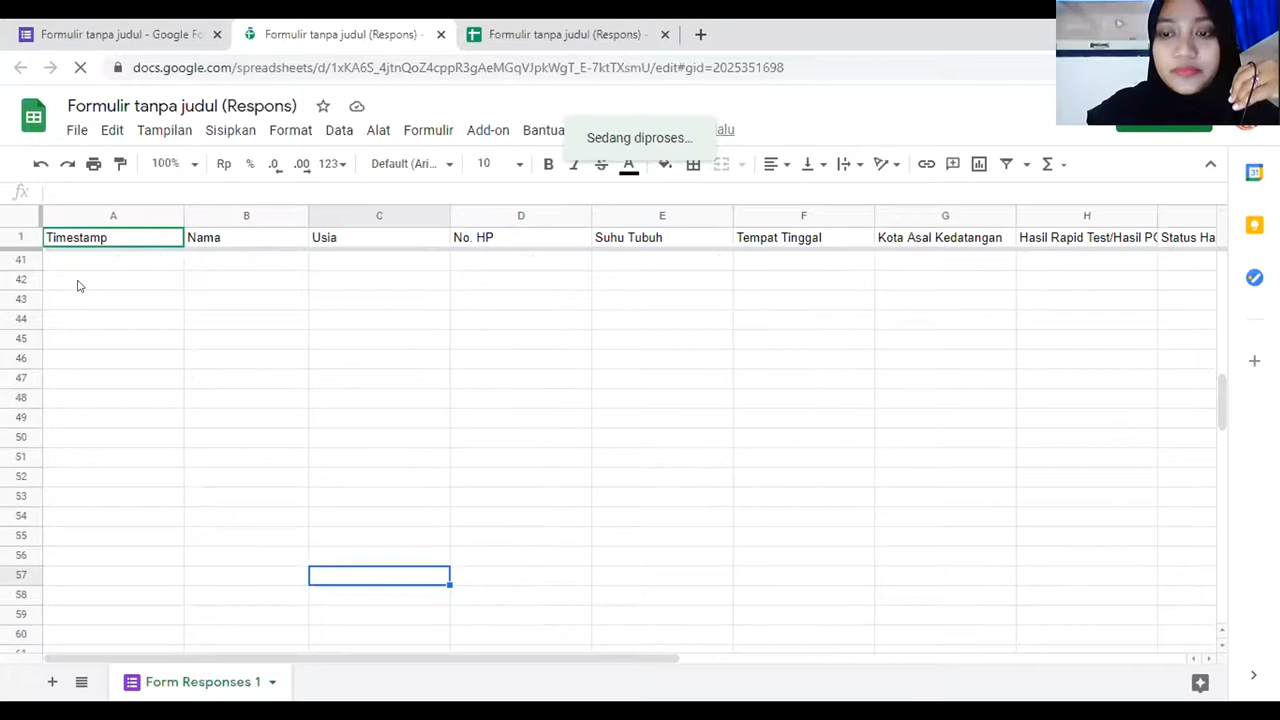 Formulir tanpa judul - Google Fo
Formulir tanpa judul (Respons) -
Formulir tanpa judul (Respons) -
docs.google.com/spreadsheets/d/1xKA6S_4jtnQoZ4cppR3gAeMGqVJpkWgT_E-7ktTXsmU/edit#gid=2025351698
Formulir tanpa judul (Respons)
File Edit Tampilan Sisipkan Format Data Alat Formulir Add-on Bantua
Sedang diproses...
alu
100% Rp % .0 .00 123 Default (Ari... 10 B I S A
fx
A B C D E F G H
1 Timestamp Nama Usia No. HP Suhu Tubuh Tempat Tinggal Kota Asal Kedatangan Hasil Rapid Test/Hasil PC Status Ha
41
42
43
44
45
46
47
48
49
50
51
52
53
54
55
56
57
58
59
60
Form Responses 1
31